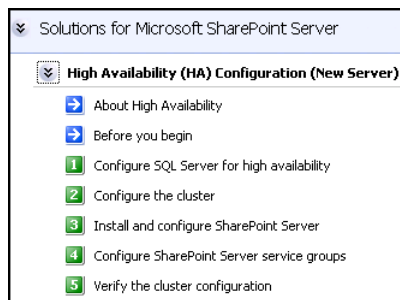 Solutions for Microsoft SharePoint Server
High Availability (HA) Configuration (New Server)
About High Availability
Before you begin
1 Configure SQL Server for high availability
2 Configure the cluster
3 Install and configure SharePoint Server
4 Configure SharePoint Server service groups
5 Verify the cluster configuration